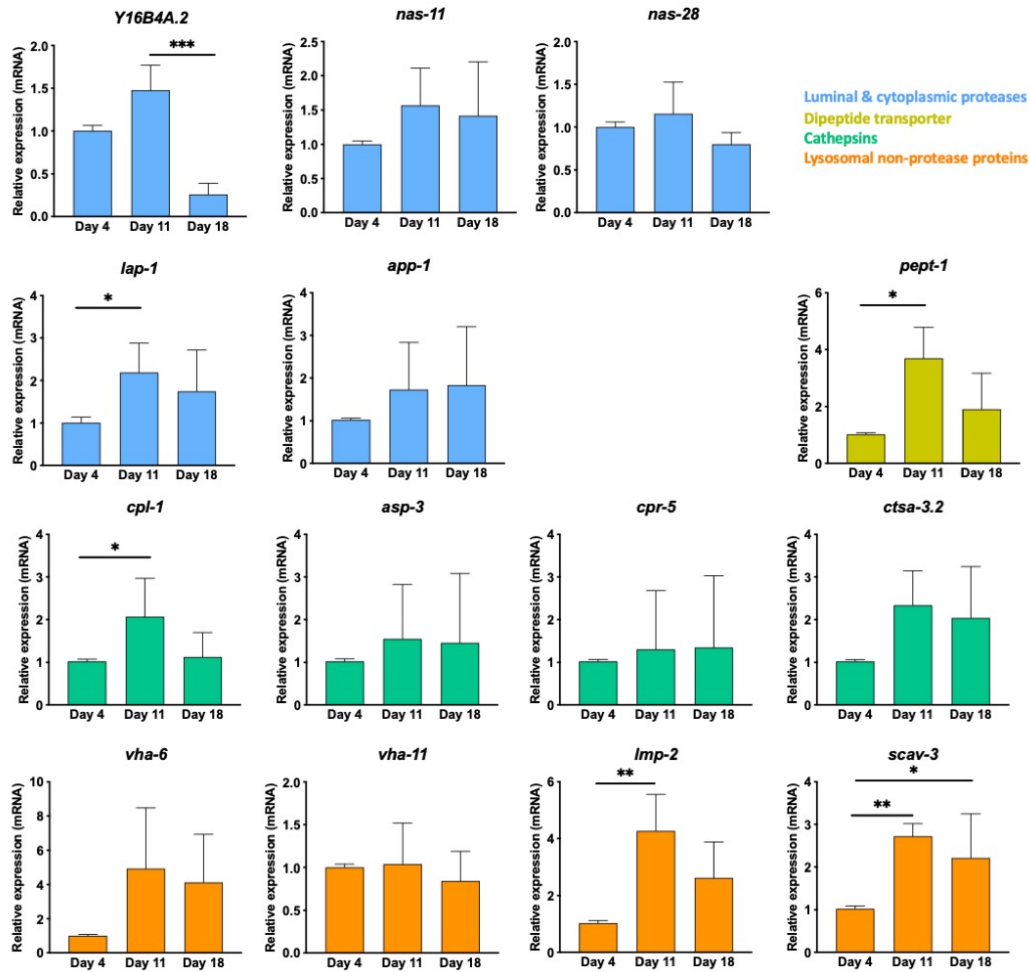 Y16B4A.2
nas-11
nas-28
Relative expression (mRNA)
2.0
1.5
1.0
0.5
0.0
***
Day 4 Day 11 Day 18
Relative expression (mRNA)
2.5
2.0
1.5
1.0
0.5
0.0
Day 4 Day 11 Day 18
Relative expression (mRNA)
2.0
1.5
1.0
0.5
0.0
Day 4 Day 11 Day 18
Luminal & cytoplasmic proteases
Dipeptide transporter
Cathepsins
Lysosomal non-protease proteins
lap-1
app-1
pept-1
Relative expression (mRNA)
4
3
2
1
0
*
Day 4 Day 11 Day 18
Relative expression (mRNA)
4
3
2
1
0
Day 4 Day 11 Day 18
Relative expression (mRNA)
6
4
2
0
*
Day 4 Day 11 Day 18
cpl-1
asp-3
cpr-5
ctsa-3.2
Relative expression (mRNA)
4
3
2
1
0
*
Day 4 Day 11 Day 18
Relative expression (mRNA)
4
3
2
1
0
Day 4 Day 11 Day 18
Relative expression (mRNA)
4
3
2
1
0
Day 4 Day 11 Day 18
Relative expression (mRNA)
4
3
2
1
0
Day 4 Day 11 Day 18
vha-6
vha-11
lmp-2
scav-3
Relative expression (mRNA)
10
8
6
4
2
0
Day 4 Day 11 Day 18
Relative expression (mRNA)
2.0
1.5
1.0
0.5
0.0
Day 4 Day 11 Day 18
Relative expression (mRNA)
6
4
2
0
**
Day 4 Day 11 Day 18
Relative expression (mRNA)
4
3
2
1
0
*
**
Day 4 Day 11 Day 18